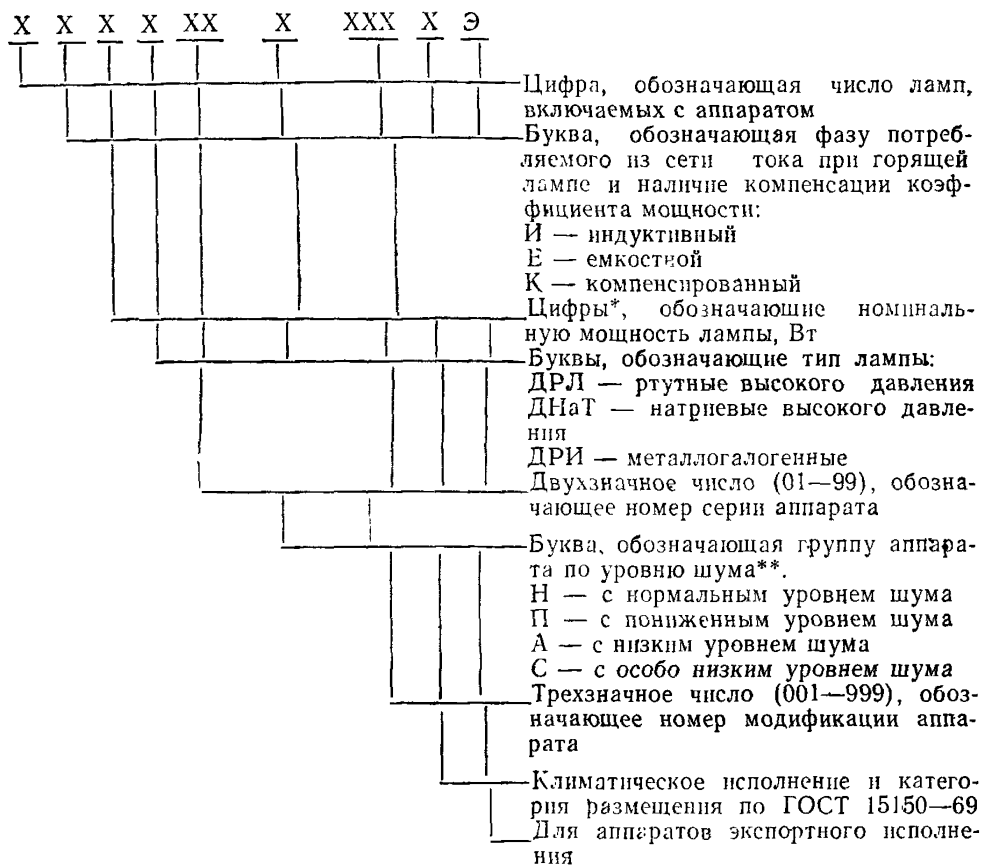 X X X X XX X XXX X Э
Цифра, обозначающая число ламп,
включаемых с аппаратом
Буква, обозначающая фазу потреб-
ляемого из сети тока при горящей
лампе и наличие компенсации коэф-
фициента мощности:
И — индуктивный
Е — емкостной
К — компенсированный
Цифры*, обозначающие номиналь-
ную мощность лампы, Вт
Буквы, обозначающие тип лампы:
ДРЛ — ртутные высокого давления
ДНаТ — натриевые высокого давле-
ния
ДРИ — металлогалогенные
Двухзначное число (01—99), обозна-
чающее номер серии аппарата
Буква, обозначающая группу аппара-
та по уровню шума**.
Н — с нормальным уровнем шума
П — с пониженным уровнем шума
А — с низким уровнем шума
С — с особо низким уровнем шума
Трехзначное число (001—999), обоз-
начающее номер модификации аппа-
рата
Климатическое исполнение и катего-
рия размещения по ГОСТ 15150—69
Для аппаратов экспортного исполне-
ния